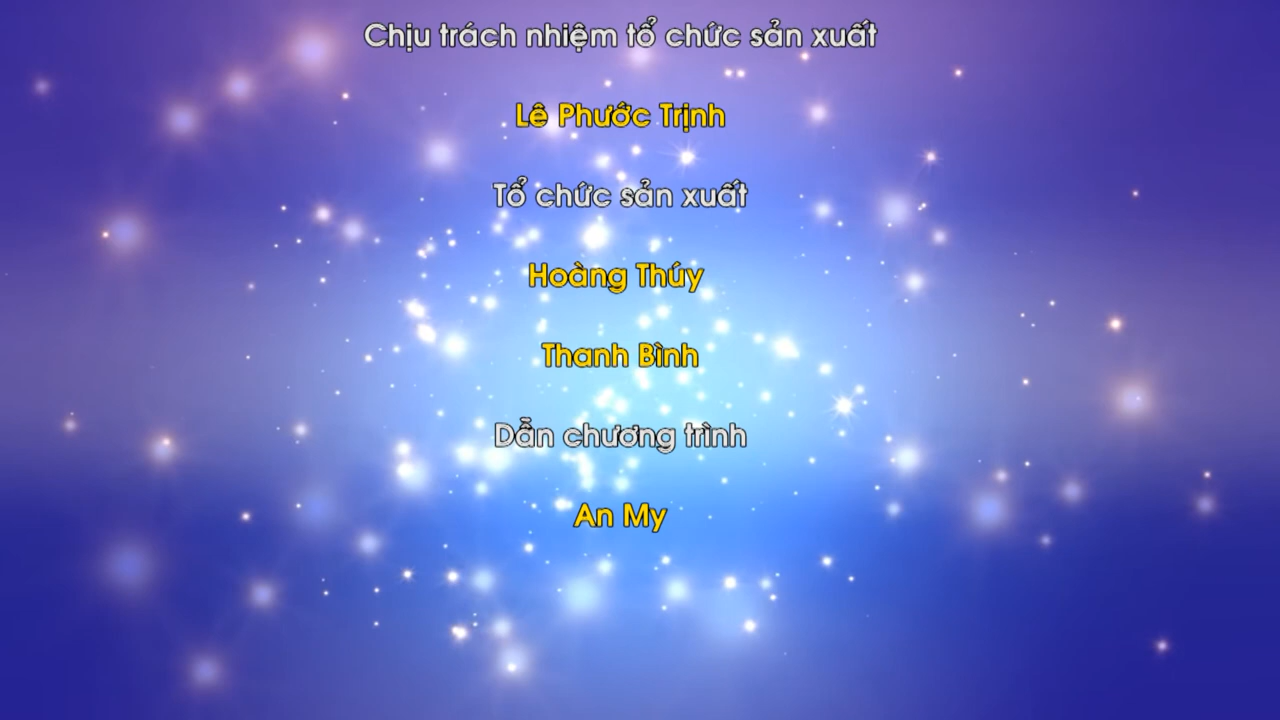 Chịu trách nhiệm tổ chức sản xuất
Lê Phước Trịnh
Tổ chức sản xuất
Hoàng Thúy
Thanh Bình
Dẫn chương trình
An My